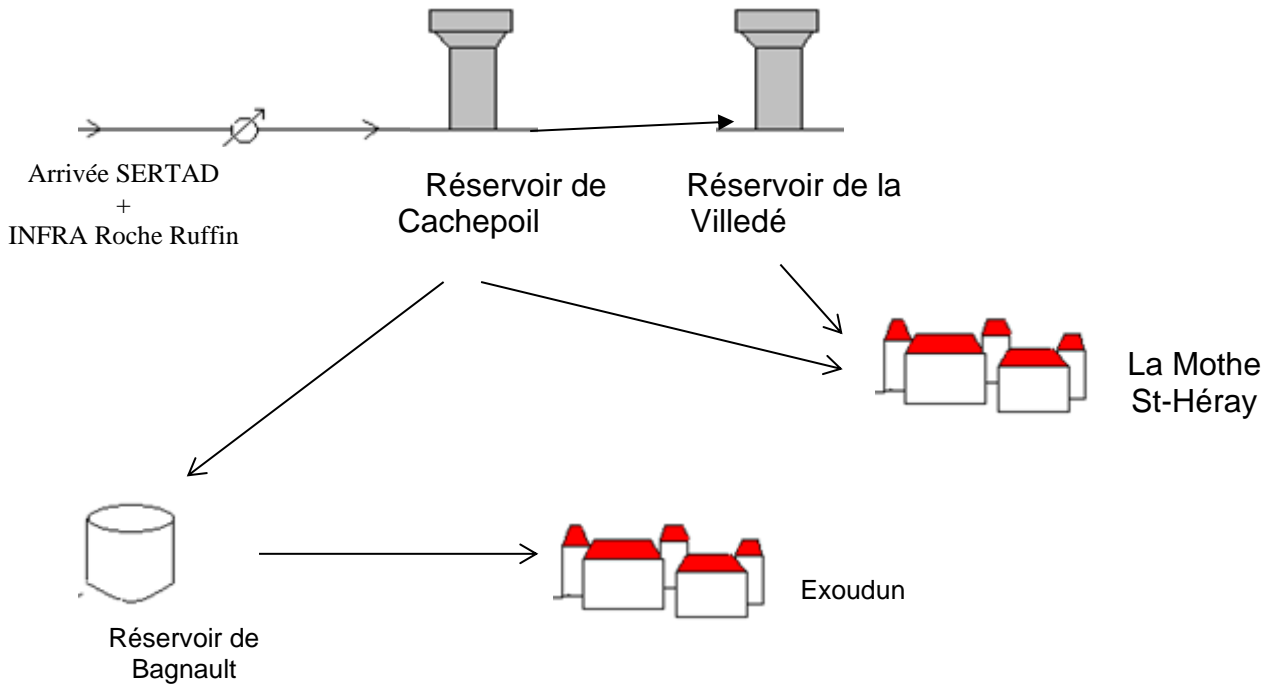 Arrivée SERTAD
+
INFRA Roche Ruffin
Réservoir de
Cachepoil
Réservoir de la
Villedé
La Mothe
St-Héray
Exoudun
Réservoir de
Bagnault